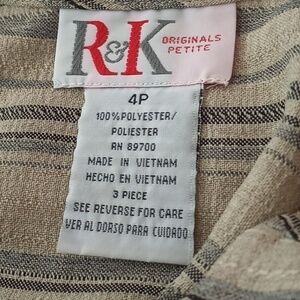 R&K
ORIGINALS
PETITE
4P
100% POLYESTER/
POLIESTER
RN 89700
MADE IN VIETNAM
HECHO EN VIETNAM
3 PIECE
SEE REVERSE FOR CARE
VER AL DORSO PARA CUIDADO